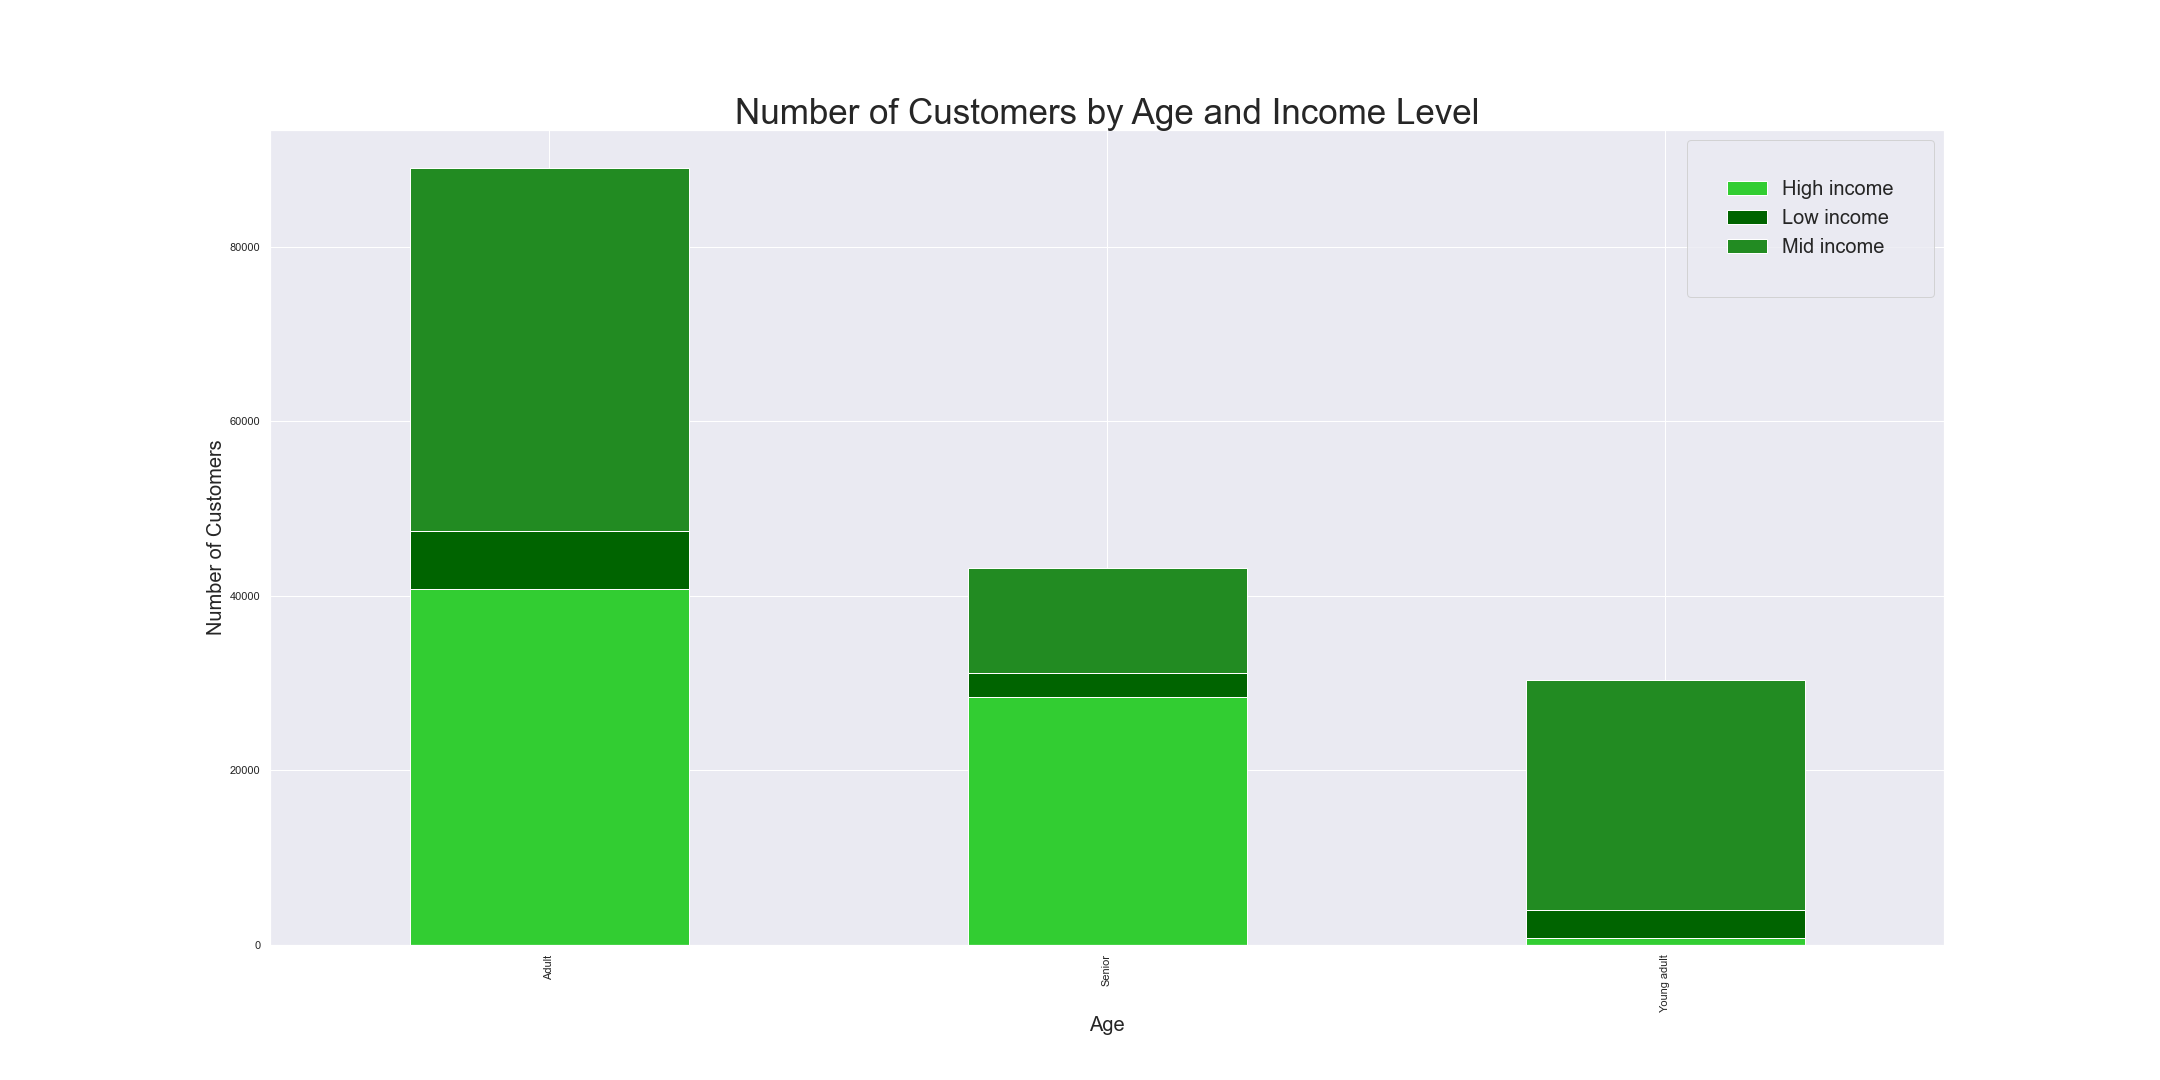 Number of Customers by Age and Income Level
High income
Low income
Mid income
80000
60000
40000
20000
0
Number of Customers
Adult
Senior
Young adult
Age